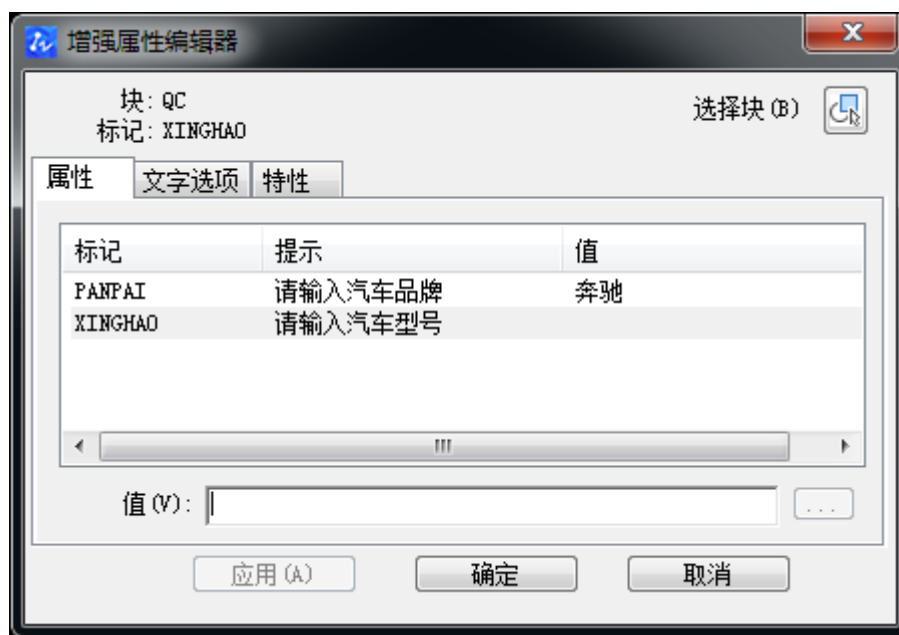 增强属性编辑器
块: QC
标记: XINGHAO
选择块(B)
属性 文字选项 特性
标记 提示 值
PANPAI 请输入汽车品牌 奔驰
XINGHAO 请输入汽车型号
值(V):
...
应用(A) 确定 取消